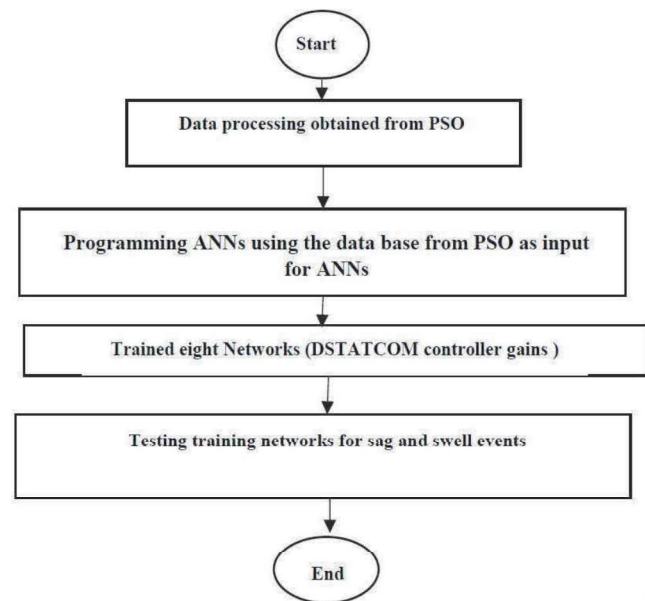 Start
Data processing obtained from PSO
Programming ANNs using the data base from PSO as input
for ANNs
Trained eight Networks (DSTATCOM controller gains )
Testing training networks for sag and swell events
End